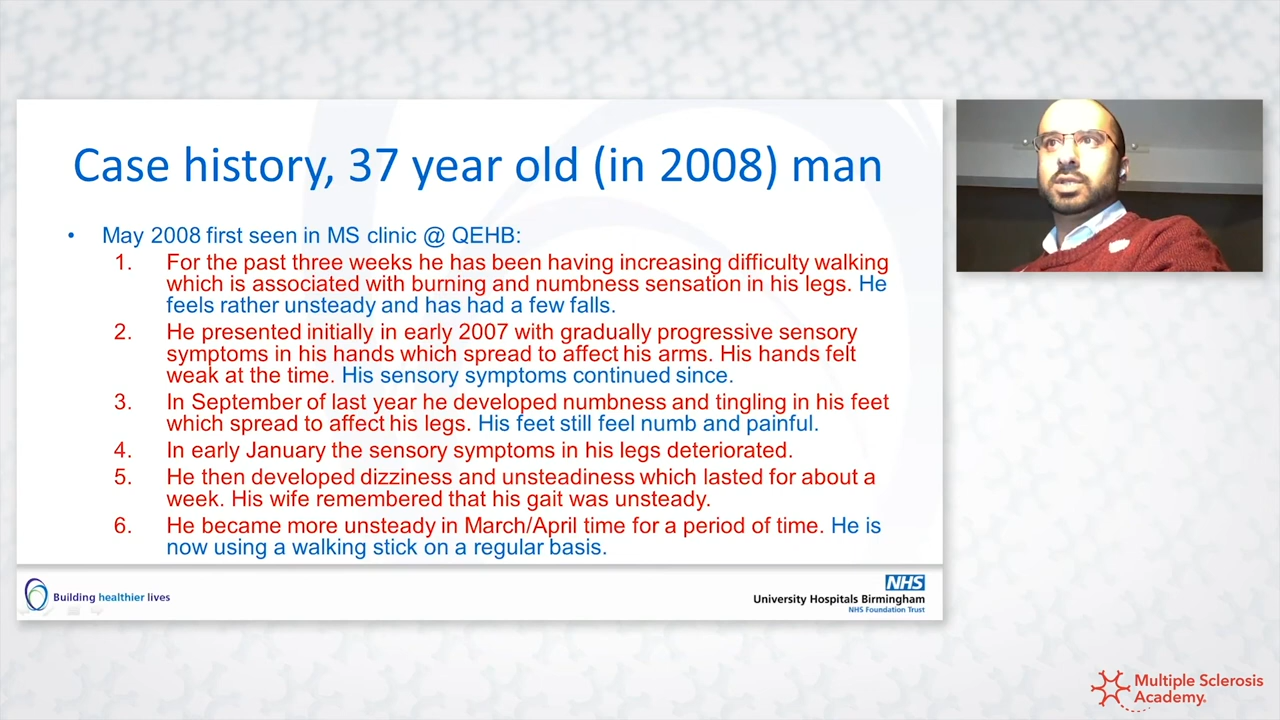 Case history, 37 year old (in 2008) man
• May 2008 first seen in MS clinic @ QEHB:
1. For the past three weeks he has been having increasing difficulty walking
which is associated with burning and numbness sensation in his legs. He
feels rather unsteady and has had a few falls.
2. He presented initially in early 2007 with gradually progressive sensory
symptoms in his hands which spread to affect his arms. His hands felt
weak at the time. His sensory symptoms continued since.
3. In September of last year he developed numbness and tingling in his feet
which spread to affect his legs. His feet still feel numb and painful.
4. In early January the sensory symptoms in his legs deteriorated.
5. He then developed dizziness and unsteadiness which lasted for about a
week. His wife remembered that his gait was unsteady.
6. He became more unsteady in March/April time for a period of time. He is
now using a walking stick on a regular basis.
Building healthier lives
NHS
University Hospitals Birmingham
NHS Foundation Trust
Multiple Sclerosis
Academy.